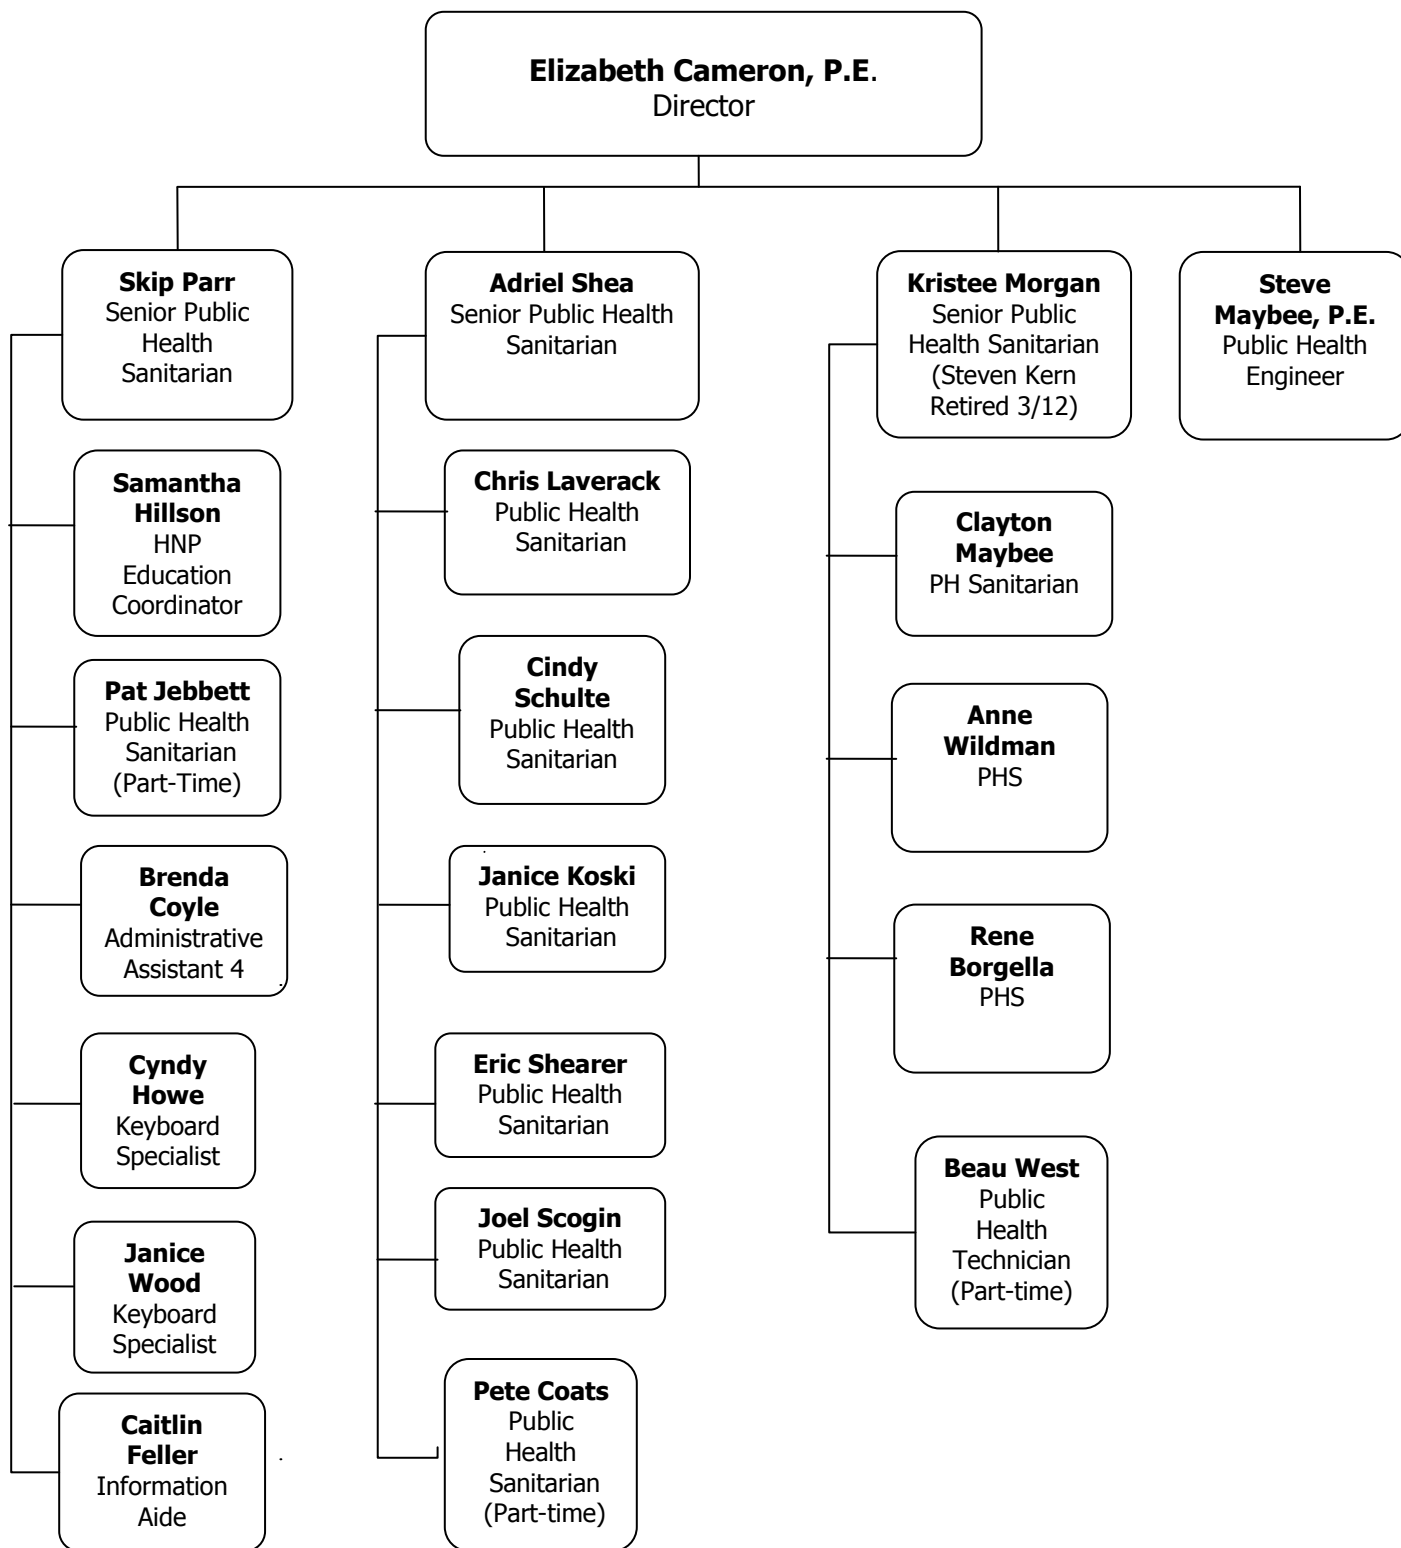 Elizabeth Cameron, P.E.
Director
Skip Parr
Senior Public
Health
Sanitarian
Samantha
Hillson
HNP
Education
Coordinator
Pat Jebbett
Public Health
Sanitarian
(Part-Time)
Brenda
Coyle
Administrative
Assistant 4
Cyndy
Howe
Keyboard
Specialist
Janice
Wood
Keyboard
Specialist
Caitlin
Feller
Information
Aide
Adriel Shea
Senior Public Health
Sanitarian
Chris Laverack
Public Health
Sanitarian
Cindy
Schulte
Public Health
Sanitarian
Janice Koski
Public Health
Sanitarian
Eric Shearer
Public Health
Sanitarian
Joel Scogin
Public Health
Sanitarian
Pete Coats
Public
Health
Sanitarian
(Part-time)
Kristee Morgan
Senior Public
Health Sanitarian
(Steven Kern
Retired 3/12)
Clayton
Maybee
PH Sanitarian
Anne
Wildman
PHS
Rene
Borgella
PHS
Beau West
Public
Health
Technician
(Part-time)
Steve
Maybee, P.E.
Public Health
Engineer